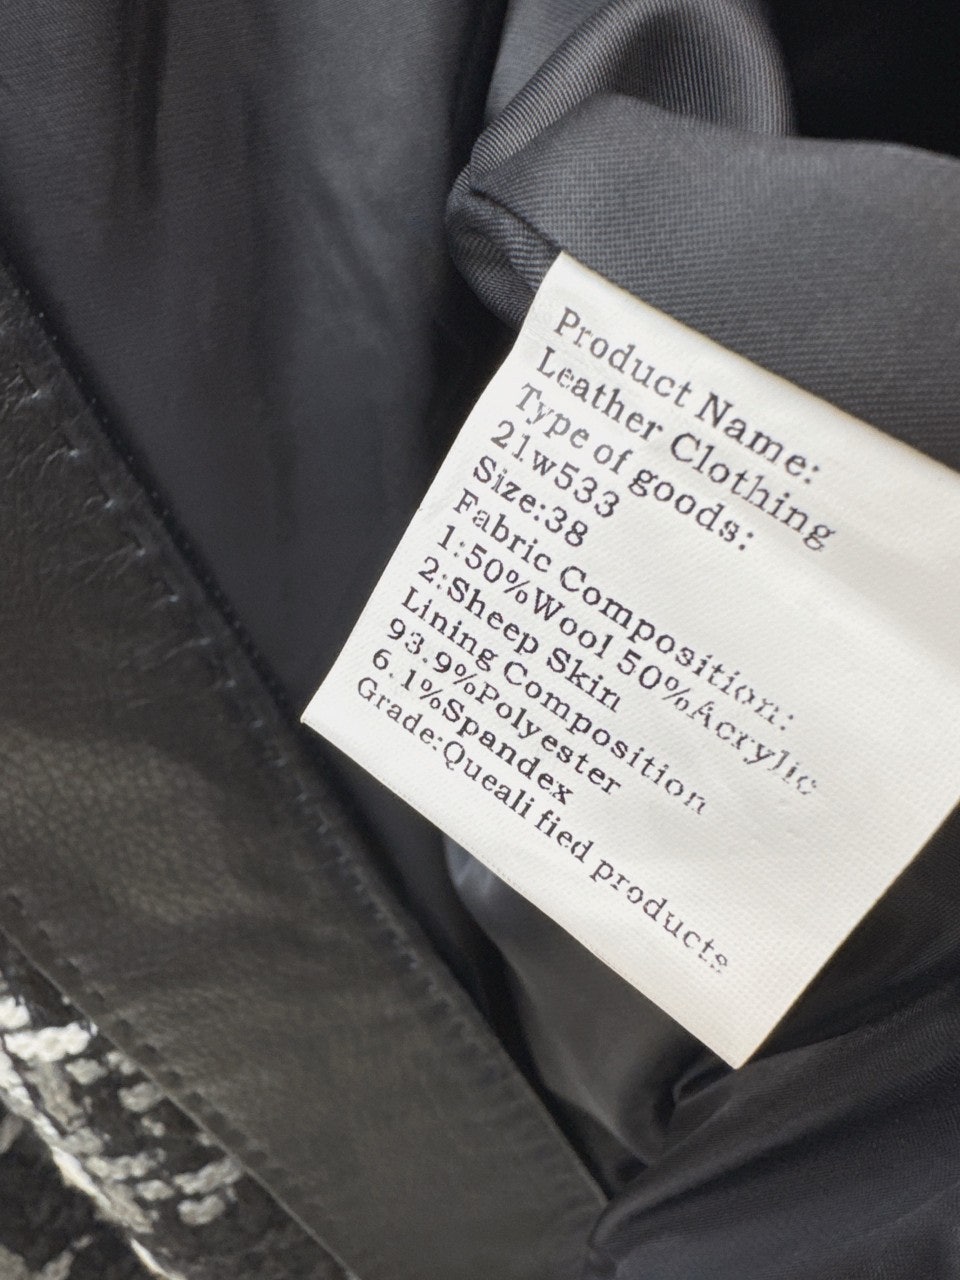 Product Name:
Leather Clothing
Type of goods:
21w533
Size:38
Fabric Composition:
1:50%Wool 50%Acrylic
2:Sheep Skin
Lining Composition
93.9%Polyester
6.1%Spandex
Grade:Queali fied products